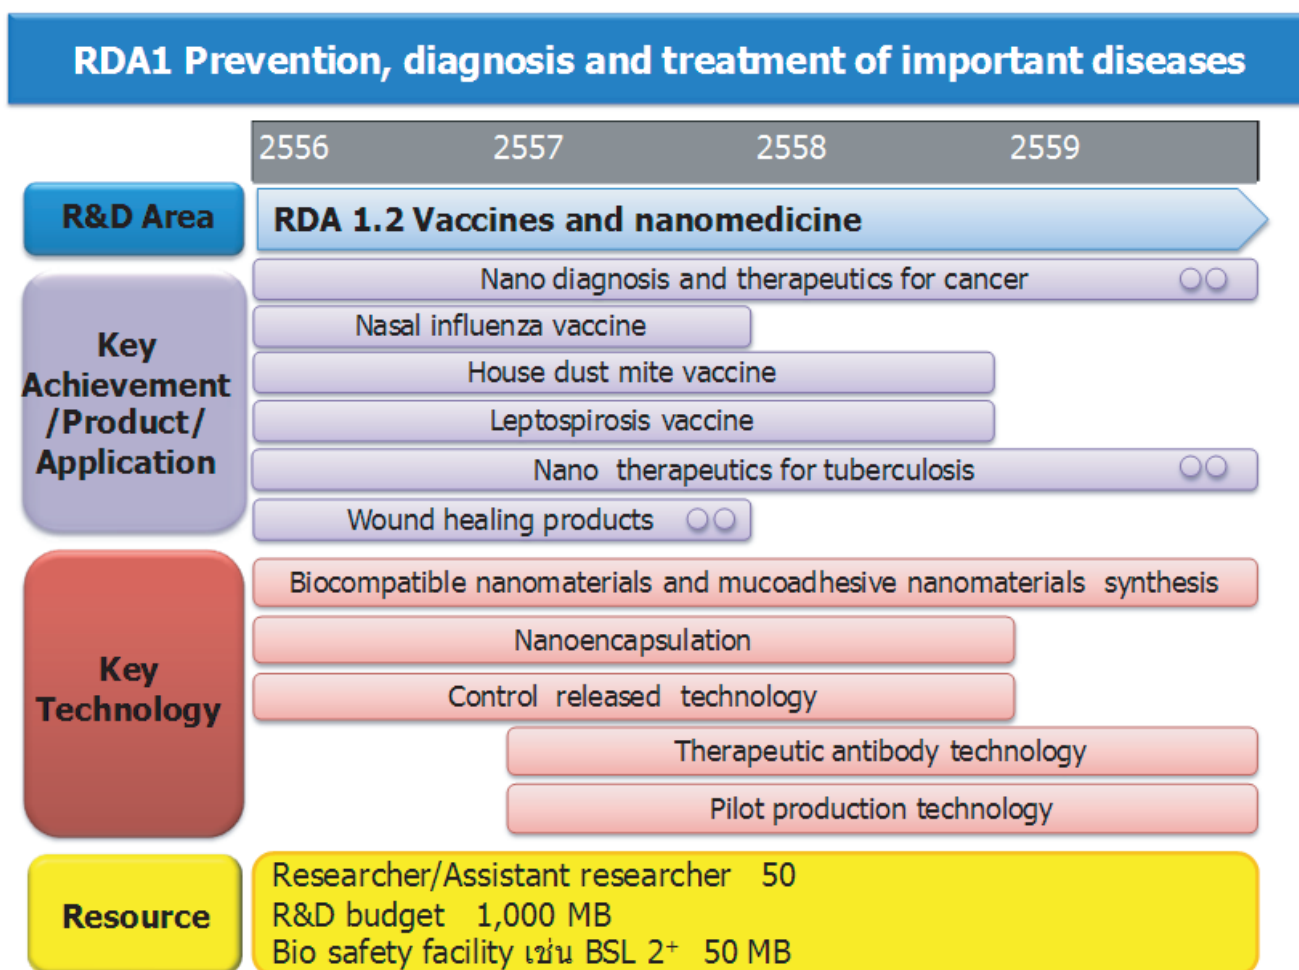 RDA1 Prevention, diagnosis and treatment of important diseases
2556 2557 2558 2559
R&D Area
RDA 1.2 Vaccines and nanomedicine
Key
Achievement
/Product/
Application
Nano diagnosis and therapeutics for cancer
Nasal influenza vaccine
House dust mite vaccine
Leptospirosis vaccine
Nano therapeutics for tuberculosis
Wound healing products
Key
Technology
Biocompatible nanomaterials and mucoadhesive nanomaterials synthesis
Nanoencapsulation
Control released technology
Therapeutic antibody technology
Pilot production technology
Resource
Researcher/Assistant researcher 50
R&D budget 1,000 MB
Bio safety facility เช่น BSL 2⁺ 50 MB